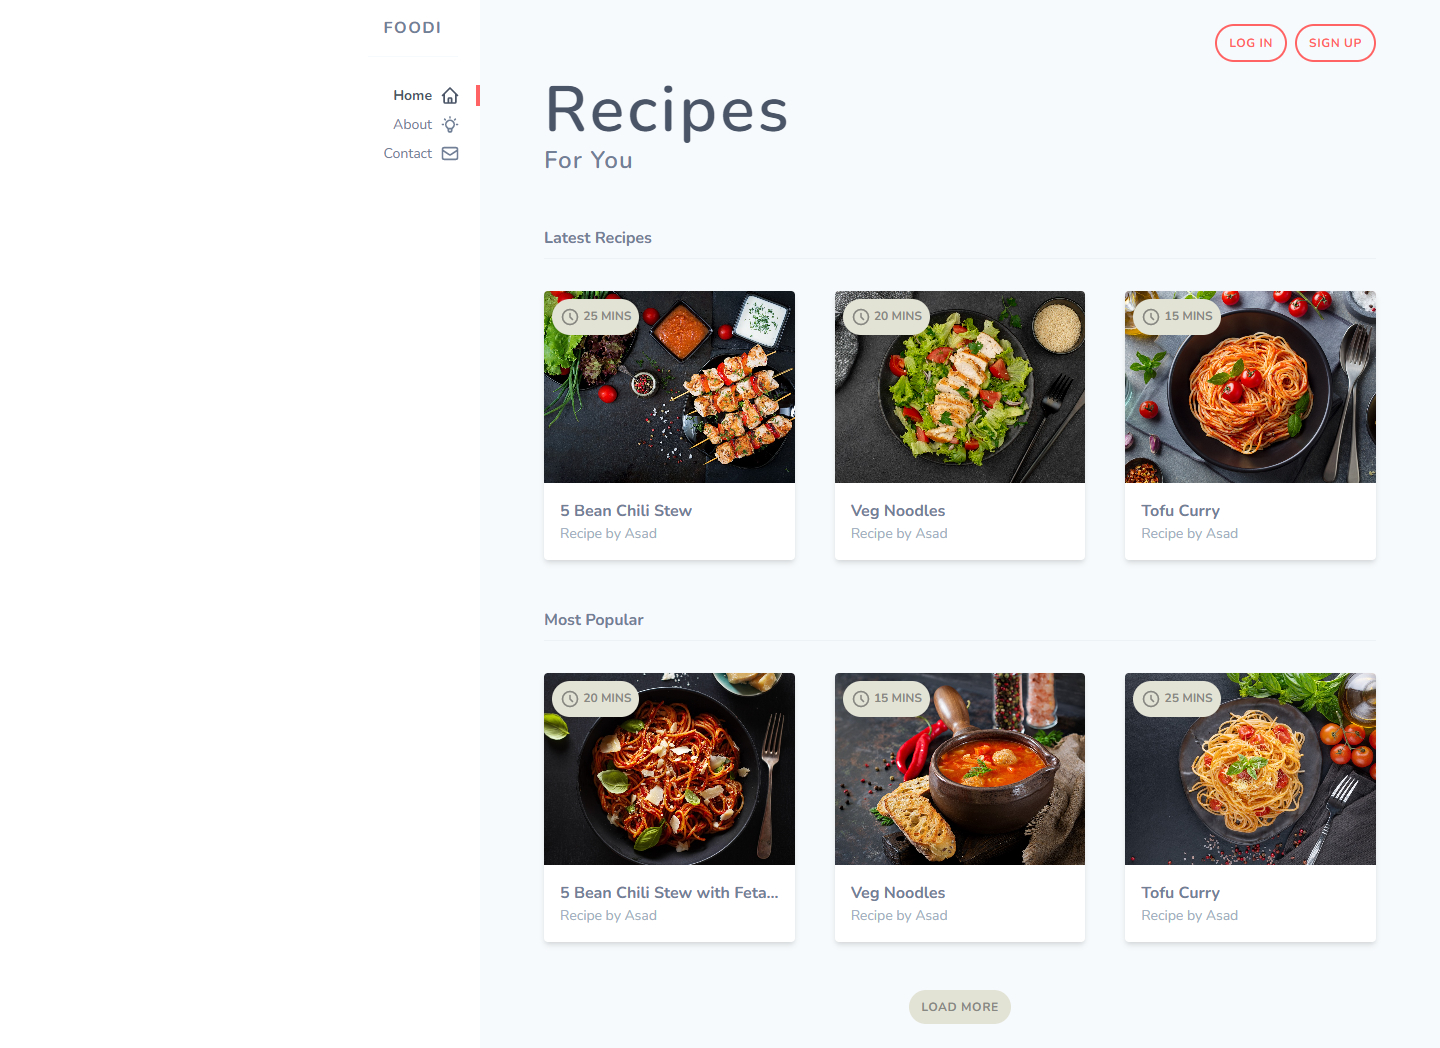 FOODI
Home
About
Contact
LOG IN
SIGN UP
Recipes
For You
Latest Recipes
25 MINS
20 MINS
15 MINS
5 Bean Chili Stew
Recipe by Asad
Veg Noodles
Recipe by Asad
Tofu Curry
Recipe by Asad
Most Popular
20 MINS
15 MINS
25 MINS
5 Bean Chili Stew with Feta...
Recipe by Asad
Veg Noodles
Recipe by Asad
Tofu Curry
Recipe by Asad
LOAD MORE